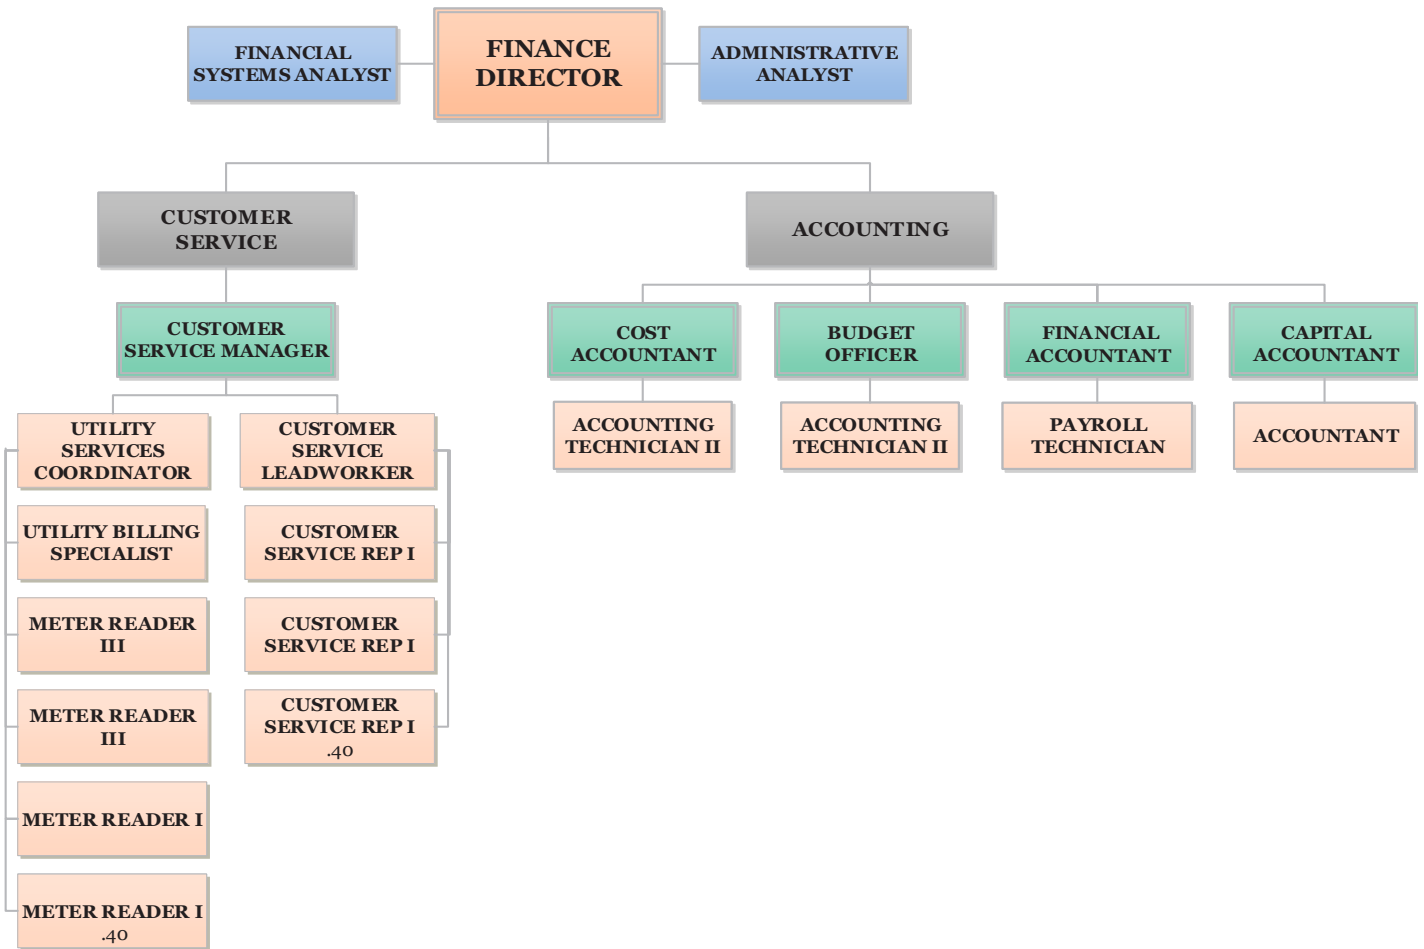 FINANCIAL
SYSTEMS ANALYST
FINANCE
DIRECTOR
ADMINISTRATIVE
ANALYST
CUSTOMER
SERVICE
ACCOUNTING
CUSTOMER
SERVICE MANAGER
COST
ACCOUNTANT
BUDGET
OFFICER
FINANCIAL
ACCOUNTANT
CAPITAL
ACCOUNTANT
UTILITY
SERVICES
COORDINATOR
CUSTOMER
SERVICE
LEADWORKER
ACCOUNTING
TECHNICIAN II
ACCOUNTING
TECHNICIAN II
PAYROLL
TECHNICIAN
ACCOUNTANT
UTILITY BILLING
SPECIALIST
CUSTOMER
SERVICE REP I
METER READER
III
CUSTOMER
SERVICE REP I
METER READER
III
CUSTOMER
SERVICE REP I
.40
METER READER I
METER READER I
.40